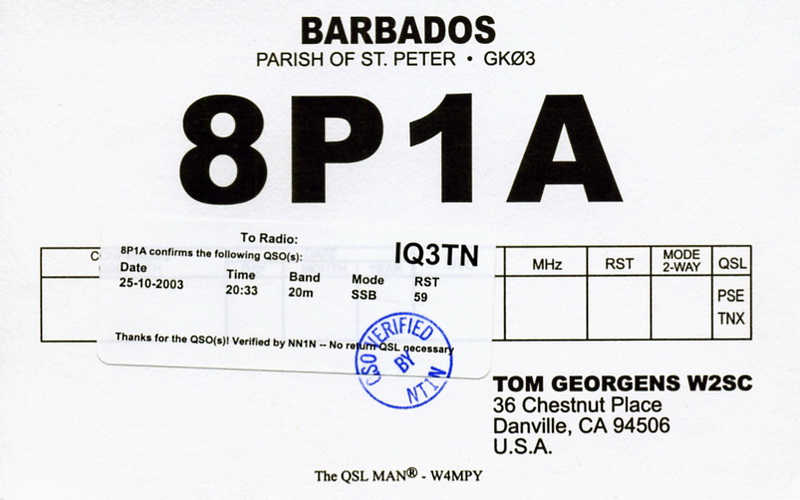 BARBADOS
PARISH OF ST. PETER • GKØ3
8P1A
To Radio: IQ3TN
8P1A confirms the following QSO(s):
Date Time Band Mode RST
25-10-2003 20:33 20m SSB 59
Thanks for the QSO(s)! Verified by NN1N -- No return QSL necessary
C MHz RST MODE 2-WAY QSL
PSE
TNX
QSO VERIFIED
BY
NT1N
TOM GEORGENS W2SC
36 Chestnut Place
Danville, CA 94506
U.S.A.
The QSL MAN® - W4MPY